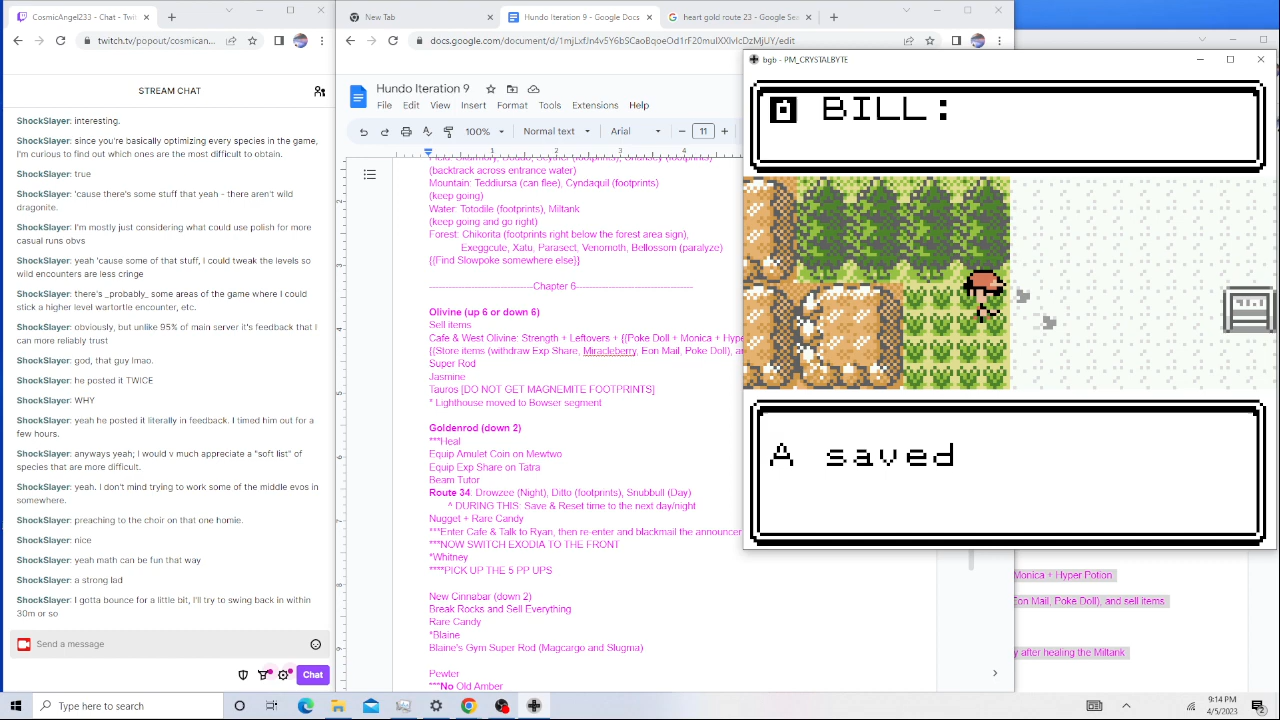 CosmicAngel233 - Chat - Twi
twitch.tv/popout/cosmican
STREAM CHAT
ShockSlayer: interesting.
ShockSlayer: since you're basically optimizing every species in the game,
I'm curious to find out which ones are the most difficult to obtain.
ShockSlayer: true
ShockSlayer: 'cause there's some stuff that yeah - there aren't wild
dragonite.
ShockSlayer: I'm mostly just considering what could use polish for more
casual runs obvs
ShockSlayer: yeah 'cause some of that stuff, I could tweak the levels so
wild encounters are less cringe
ShockSlayer: there's _probably_ some areas of the game where I could
stick a higher level wartortle encounter, etc.
ShockSlayer: obviously, but unlike 95% of main server it's feedback that I
can more reliably trust
ShockSlayer: god, that guy lmao.
ShockSlayer: he posted it TWICE
ShockSlayer: WHY
ShockSlayer: yeah he posted it literally in feedback. I timed him out for a
few hours.
ShockSlayer: anyways yeah; I would v much appreciate a "soft list" of
species that are more difficult.
ShockSlayer: yeah. I don't mind trying to work some of the middle evos in
somewhere.
ShockSlayer: preaching to the choir on that one homie.
ShockSlayer: nice
ShockSlayer: yeah math can be fun that way
ShockSlayer: a strong lad
ShockSlayer: I gotta bounce for a little bit, I'll try to swing back in within
30m or so
Send a message
Chat
New Tab
Hundo Iteration 9 - Google Docs
heart gold route 23 - Google Se
Hundo Iteration 9
File Edit View Insert Format Tools Extensions Help
100% Normal text Arial 11
1 2 3 4
(backtrack across entrance water)
Mountain: Teddiursa (can flee), Cyndaquil (footprints)
(keep going)
Water: Totodile (footprints), Miltank
(keep going and go right)
Forest: Chikorita (footprints right below the forest area sign),
Exeggcute, Xatu, Parasect, Venomoth, Bellossom (paralyze)
{{Find Slowpoke somewhere else}}
Chapter 6
Olivine (up 6 or down 6)
Sell items
Cafe & West Olivine: Strength + Leftovers + {{Poke Doll + Monica + Hype
{{Store items (withdraw Exp Share, Miracleberry, Eon Mail, Poke Doll), an
Super Rod
Jasmine
Tauros [DO NOT GET MAGNEMITE FOOTPRINTS]
* Lighthouse moved to Bowser segment
Goldenrod (down 2)
***Heal
Equip Amulet Coin on Mewtwo
Equip Exp Share on Tatra
Beam Tutor
Route 34: Drowzee (Night), Ditto (footprints), Snubbull (Day)
^ DURING THIS: Save & Reset time to the next day/night
Nugget + Rare Candy
***Enter Cafe & Talk to Ryan, then re-enter and blackmail the announcer
***NOW SWITCH EXODIA TO THE FRONT
*Whitney
****PICK UP THE 5 PP UPS
New Cinnabar (down 2)
Break Rocks and Sell Everything
Rare Candy
*Blaine
Blaine's Gym Super Rod (Magcargo and Slugma)
Pewter
***No Old Amber
bgb - PM_CRYSTALBYTE
BILL:
A saved
Monica + Hyper Potion
Eon Mail, Poke Doll), and sell items
y after healing the Miltank
Type here to search
9:14 PM
4/5/2023